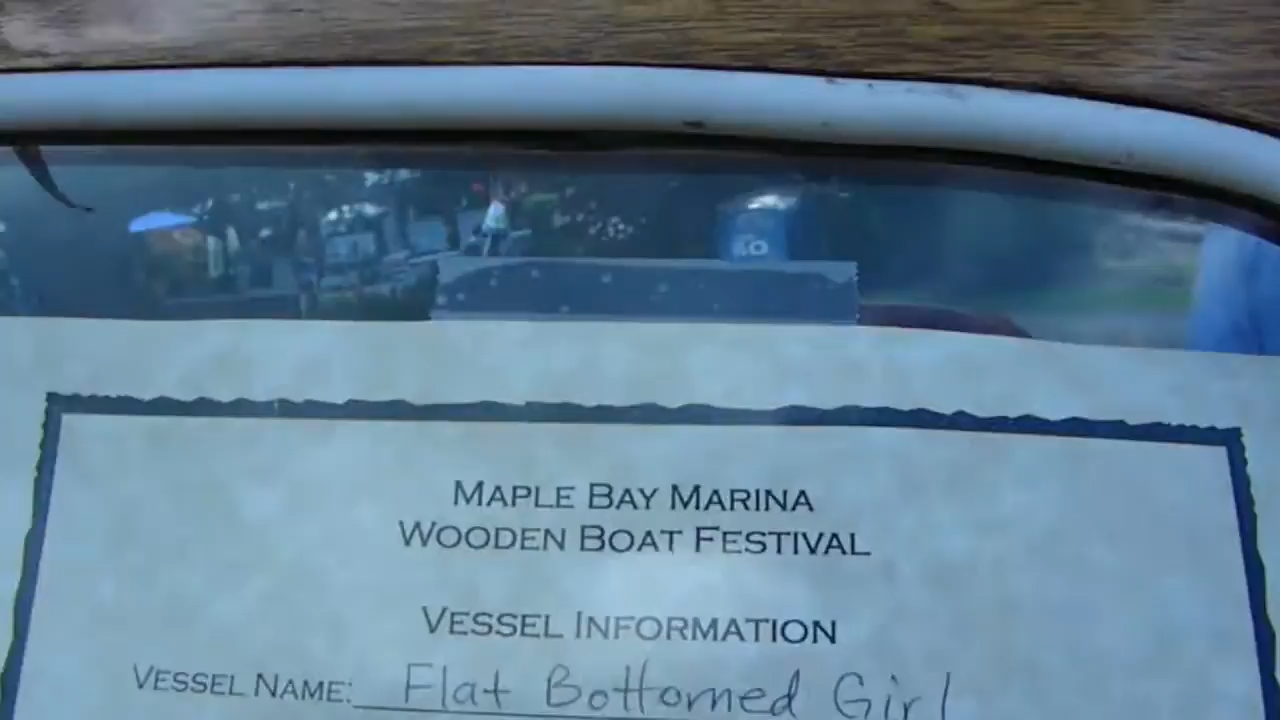 MAPLE BAY MARINA
WOODEN BOAT FESTIVAL
VESSEL INFORMATION
VESSEL NAME: Flat Bottomed Girl